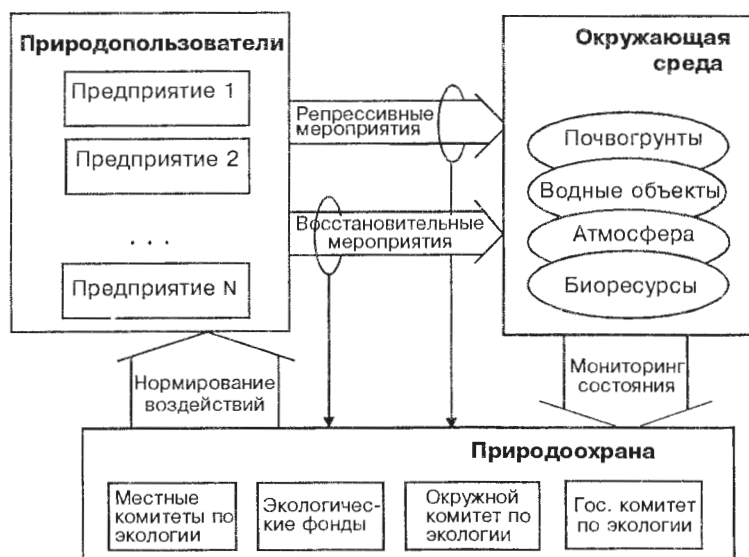 Природопользователи
Предприятие 1
Предприятие 2
. . .
Предприятие N
Репрессивные
мероприятия
Восстановительные
мероприятия
Окружающая
среда
Почвогрунты
Водные объекты
Атмосфера
Биоресурсы
Нормирование
воздействий
Мониторинг
состояния
Природоохрана
Местные
комитеты по
экологии
Экологичес-
кие фонды
Окружной
комитет по
экологии
Гос. комитет
по экологии